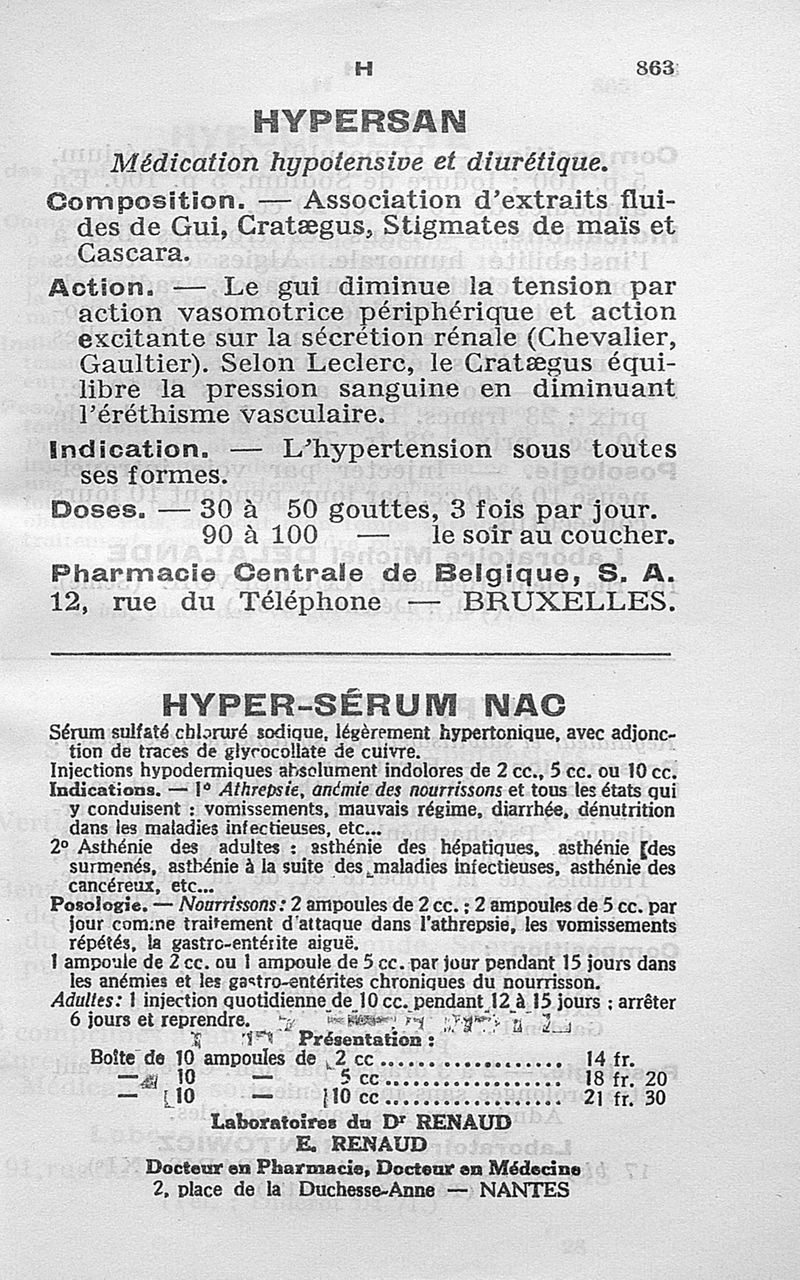 H 863
HYPERSAN
Médication hypotensive et diurétique.
Composition. — Association d'extraits flui-
des de Gui, Cratægus, Stigmates de maïs et
Cascara.
Action. — Le gui diminue la tension par
action vasomotrice périphérique et action
excitante sur la sécrétion rénale (Chevalier,
Gaultier). Selon Leclerc, le Cratægus équi-
libre la pression sanguine en diminuant
l'éréthisme vasculaire.
Indication. — L'hypertension sous toutes
ses formes.
Doses. — 30 à 50 gouttes, 3 fois par jour.
90 à 100 — le soir au coucher.
Pharmacie Centrale de Belgique, S. A.
12, rue du Téléphone — BRUXELLES.
HYPER-SÉRUM NAC
Sérum sulfaté chloruré sodique, légèrement hypertonique, avec adjonc-
tion de traces de glycocollate de cuivre.
Injections hypodermiques absolument indolores de 2 cc., 5 cc. ou 10 cc.
Indications. — 1° Athrepsie, anémie des nourrissons et tous les états qui
y conduisent : vomissements, mauvais régime, diarrhée, dénutrition
dans les maladies infectieuses, etc...
2° Asthénie des adultes : asthénie des hépatiques, asthénie [des
surmenés, asthénie à la suite des maladies infectieuses, asthénie des
cancéreux, etc...
Posologie. — Nourrissons : 2 ampoules de 2 cc. ; 2 ampoules de 5 cc. par
jour comme traitement d'attaque dans l'athrepsie, les vomissements
répétés, la gastro-entérite aiguë.
1 ampoule de 2 cc. ou 1 ampoule de 5 cc. par jour pendant 15 jours dans
les anémies et les gastro-entérites chroniques du nourrisson.
Adultes : 1 injection quotidienne de 10 cc. pendant 12 à 15 jours ; arrêter
6 jours et reprendre.
Présentation :
Boîte de 10 ampoules de 2 cc .................... 14 fr.
— 10 — 5 cc .................... 18 fr. 20
— 10 — 10 cc .................... 21 fr. 30
Laboratoires du Dr RENAUD
E. RENAUD
Docteur en Pharmacie, Docteur en Médecine
2, place de la Duchesse-Anne — NANTES